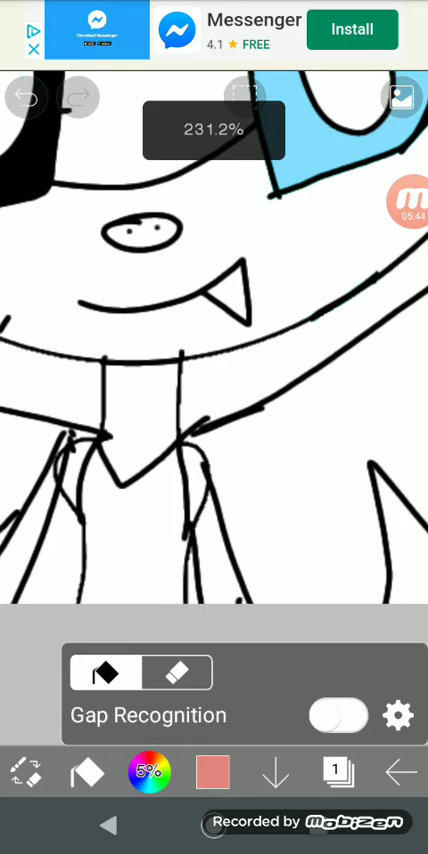 Messenger
4.1 ★ FREE
Install
231.2%
05:44
Gap Recognition
5%
1
Recorded by mobizen